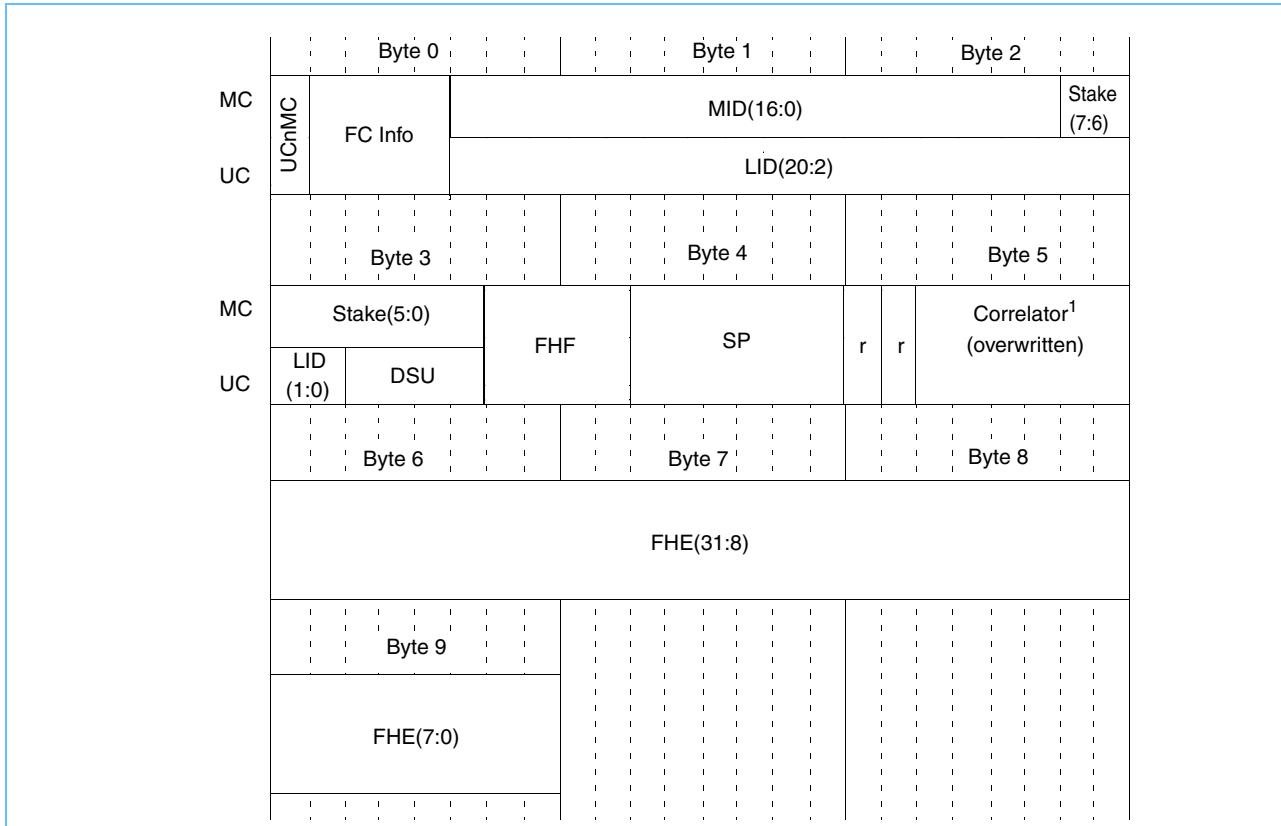 Byte 0 Byte 1 Byte 2
MC UCnMC FC Info MID(16:0) Stake
(7:6)
UC LID(20:2)
Byte 3 Byte 4 Byte 5
MC Stake(5:0) FHF SP r r Correlator1
(overwritten)
UC LID
(1:0) DSU
Byte 6 Byte 7 Byte 8
FHE(31:8)
Byte 9
FHE(7:0)